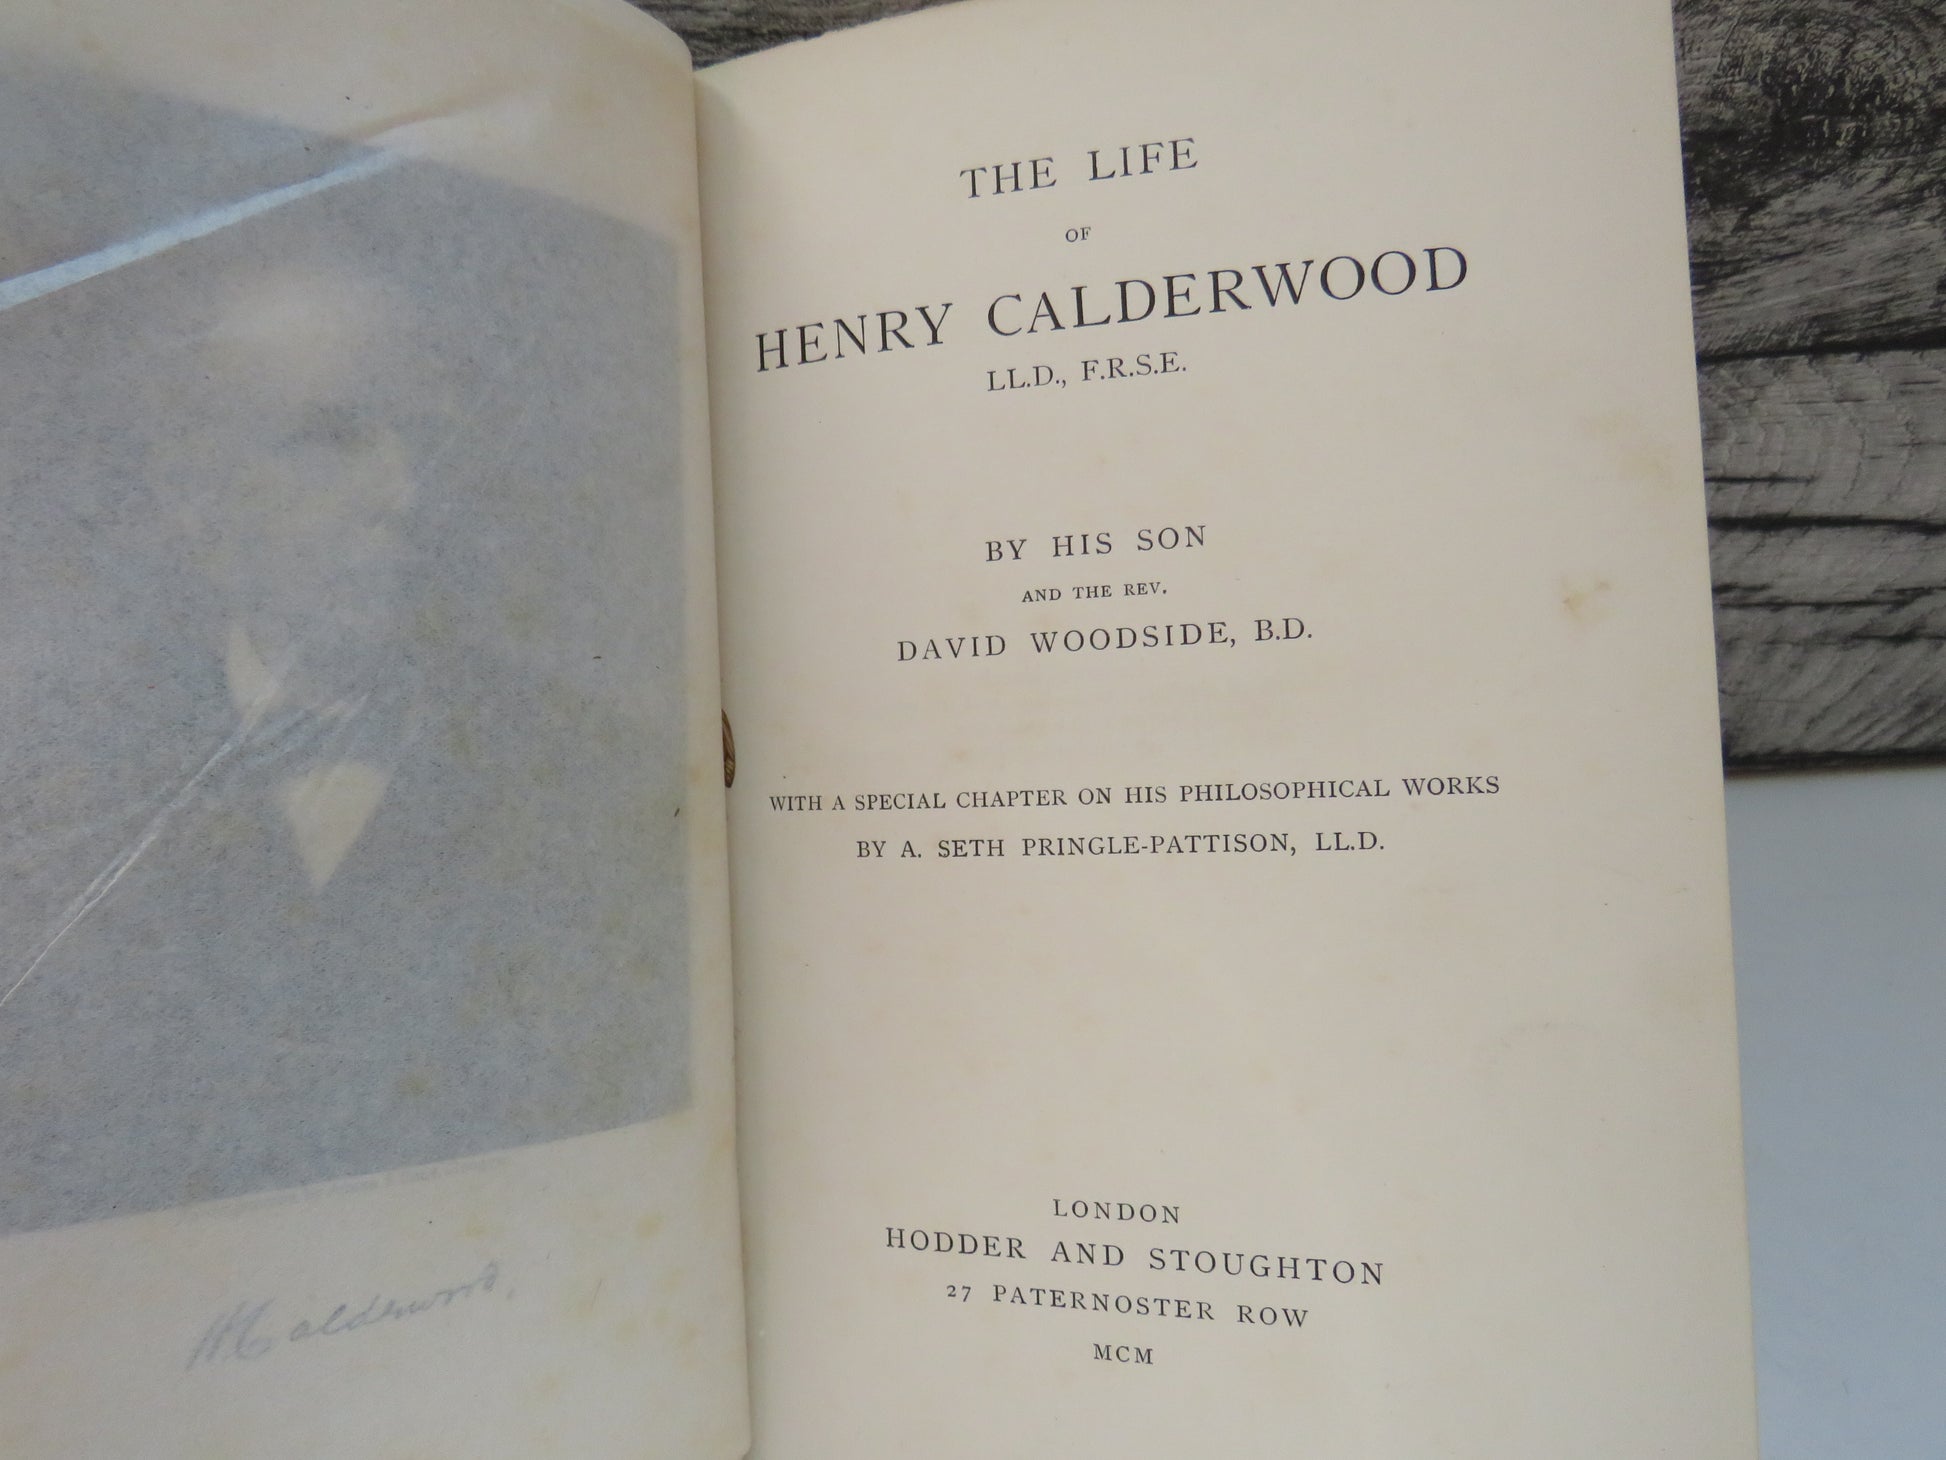 H Calderwood.
THE LIFE
OF
HENRY CALDERWOOD
LL.D., F.R.S.E.
BY HIS SON
AND THE REV.
DAVID WOODSIDE, B.D.
WITH A SPECIAL CHAPTER ON HIS PHILOSOPHICAL WORKS
BY A. SETH PRINGLE-PATTISON, LL.D.
LONDON
HODDER AND STOUGHTON
27 PATERNOSTER ROW
MCM